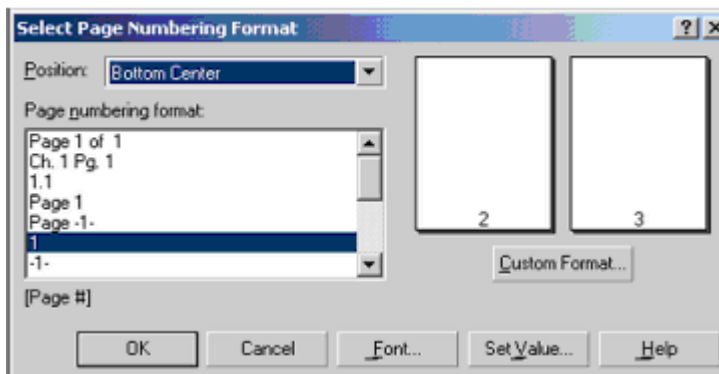 Select Page Numbering Format
? ×
Position: Bottom Center
Page numbering format:
Page 1 of 1
Ch. 1 Pg. 1
1.1
Page 1
Page -1-
1
-1-
2
3
Custom Format...
[Page #]
OK
Cancel
Font...
Set Value...
Help